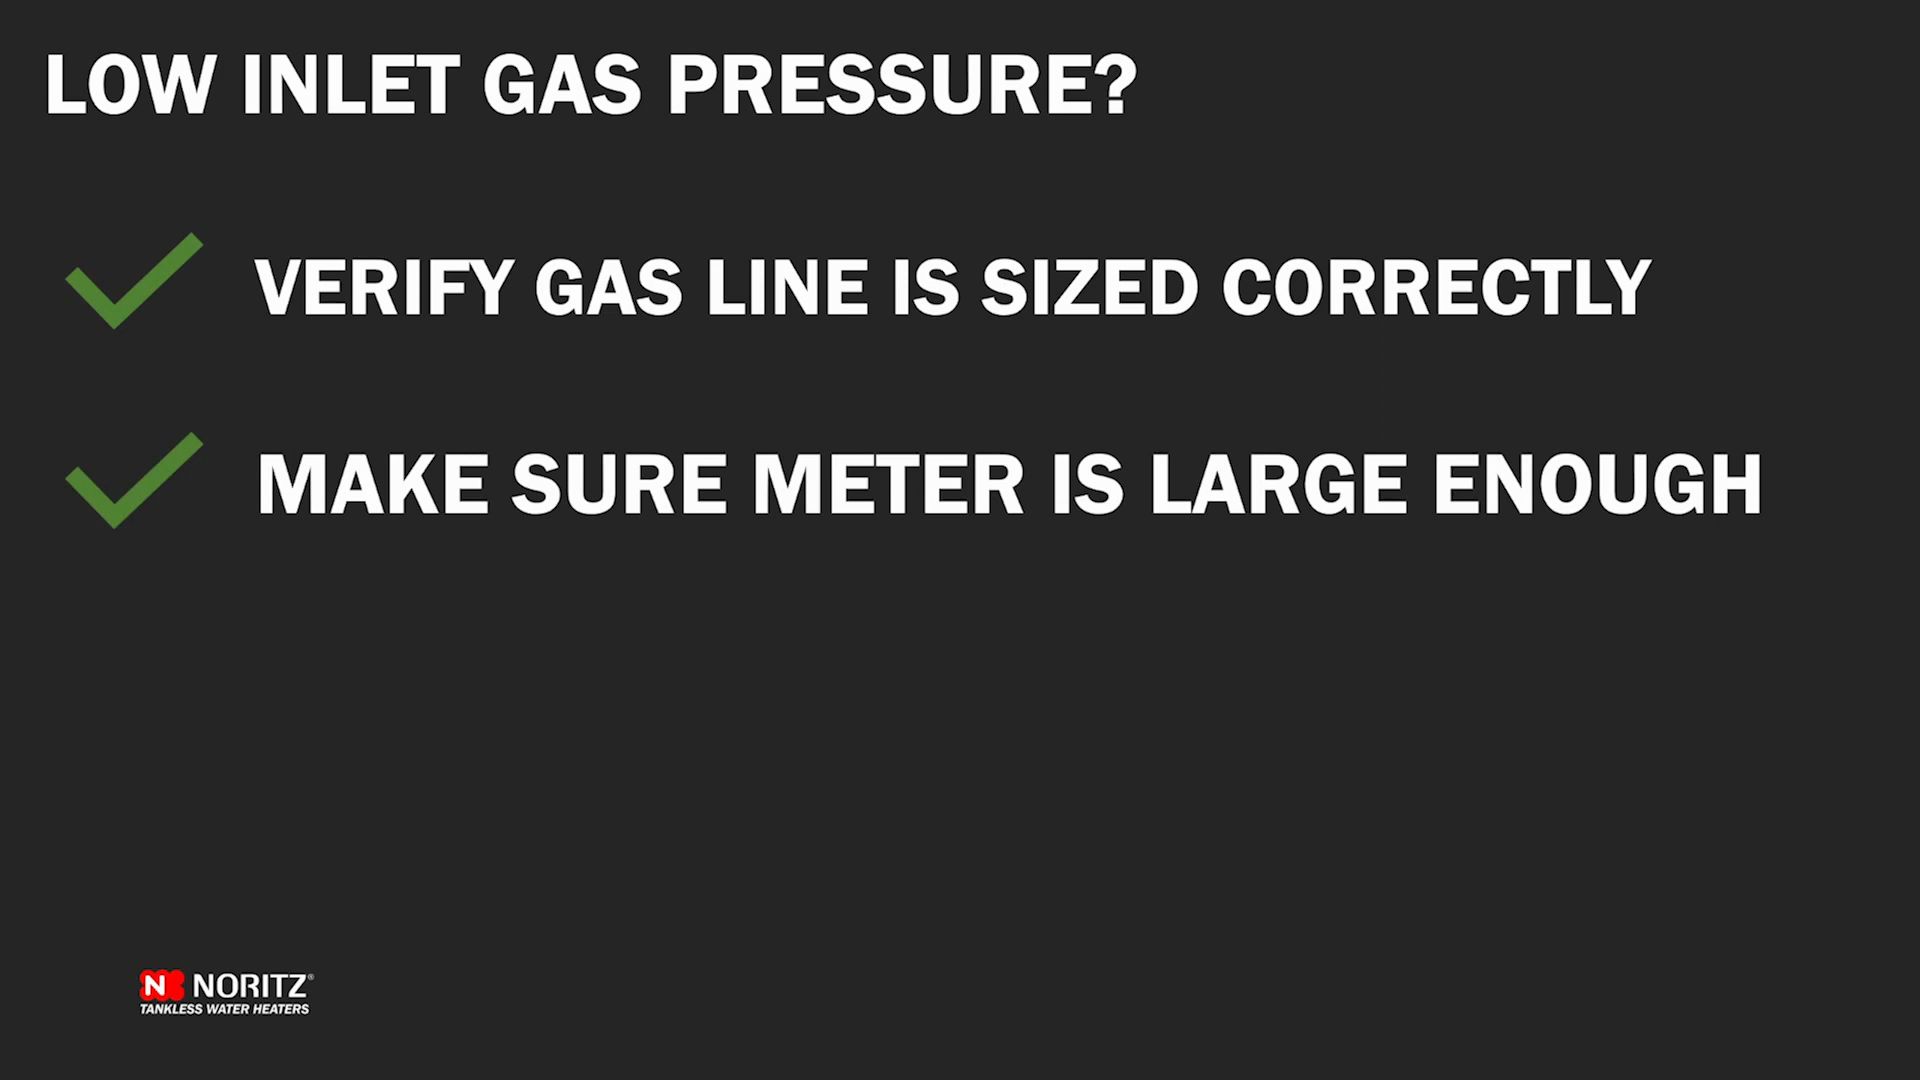 LOW INLET GAS PRESSURE?
VERIFY GAS LINE IS SIZED CORRECTLY
MAKE SURE METER IS LARGE ENOUGH
N NORITZ®
TANKLESS WATER HEATERS